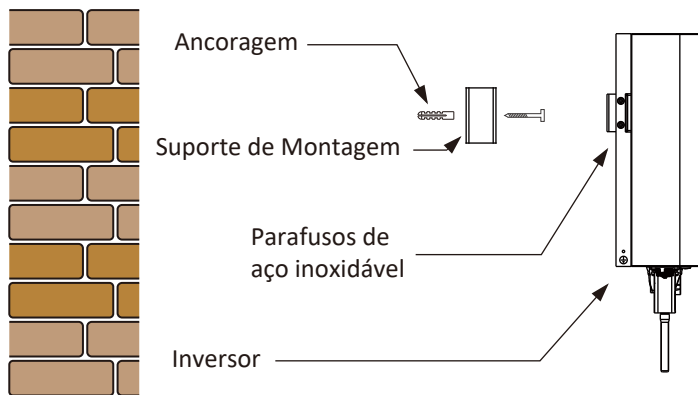 Ancoragem
Suporte de Montagem
Parafusos de
aço inoxidável
Inversor